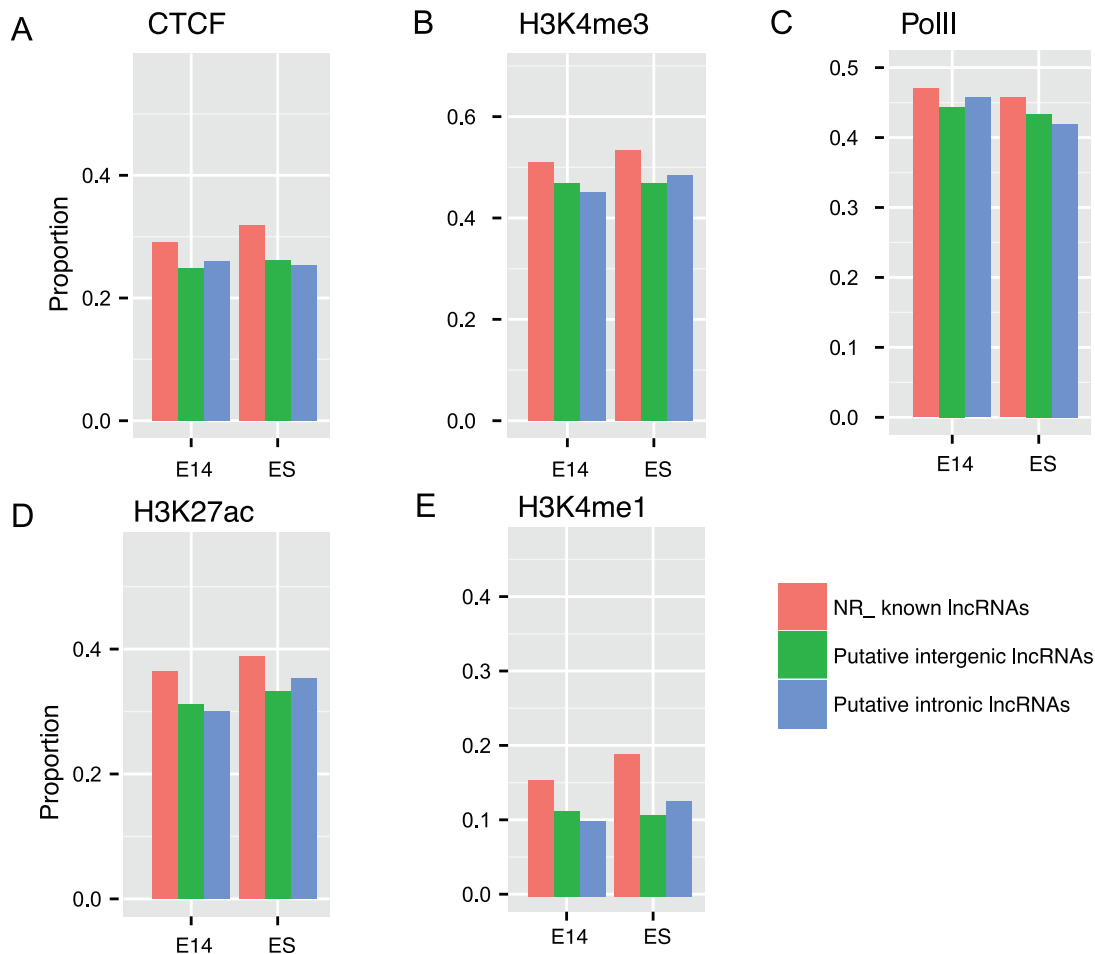 A
CTCF
Proportion
0.4
0.2
0.0
E14
ES
B
H3K4me3
0.6
0.4
0.2
0.0
E14
ES
C
PolII
0.5
0.4
0.3
0.2
0.1
0.0
E14
ES
D
H3K27ac
Proportion
0.4
0.2
0.0
E14
ES
E
H3K4me1
0.4
0.3
0.2
0.1
0.0
E14
ES
NR_ known lncRNAs
Putative intergenic lncRNAs
Putative intronic lncRNAs